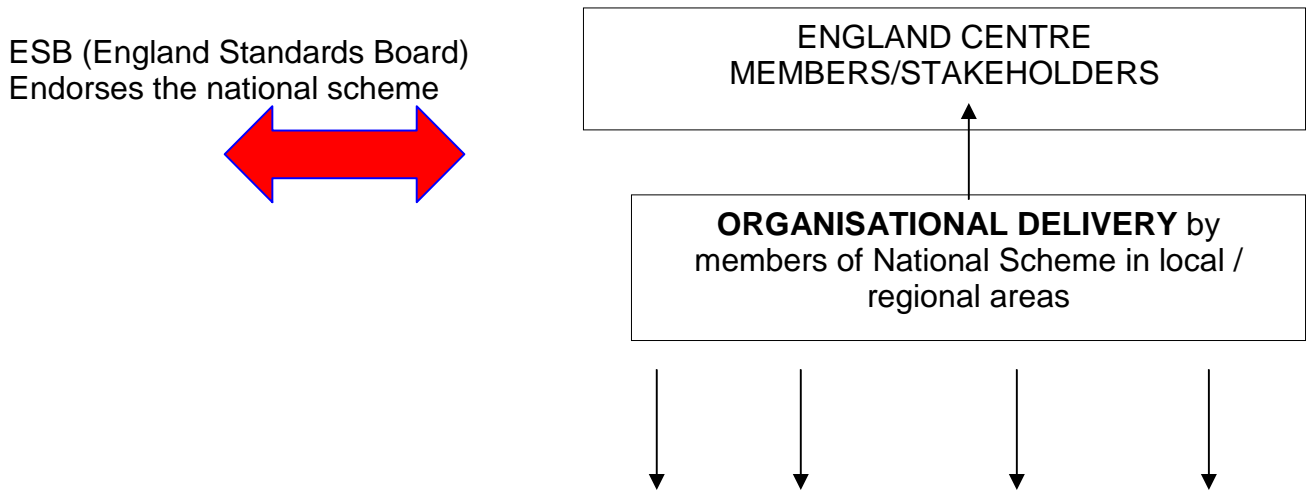 ESB (England Standards Board)
Endorses the national scheme
ENGLAND CENTRE
MEMBERS/STAKEHOLDERS
ORGANISATIONAL DELIVERY by
members of National Scheme in local /
regional areas